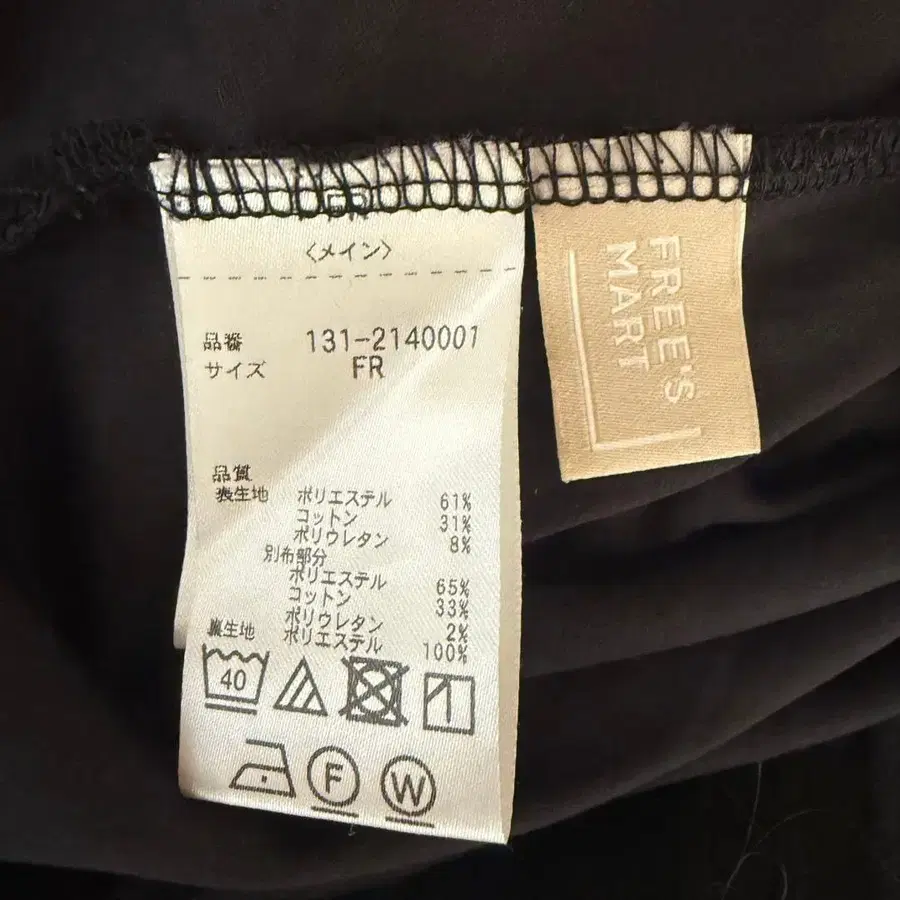 〈メイン〉
品番 131-2140001
サイズ FR
品質
表生地 ポリエステル 61%
コットン 31%
ポリウレタン 8%
別布部分
ポリエステル 65%
コットン 33%
ポリウレタン 2%
裏生地 ポリエステル 100%
40
F W
FREE'S
MART